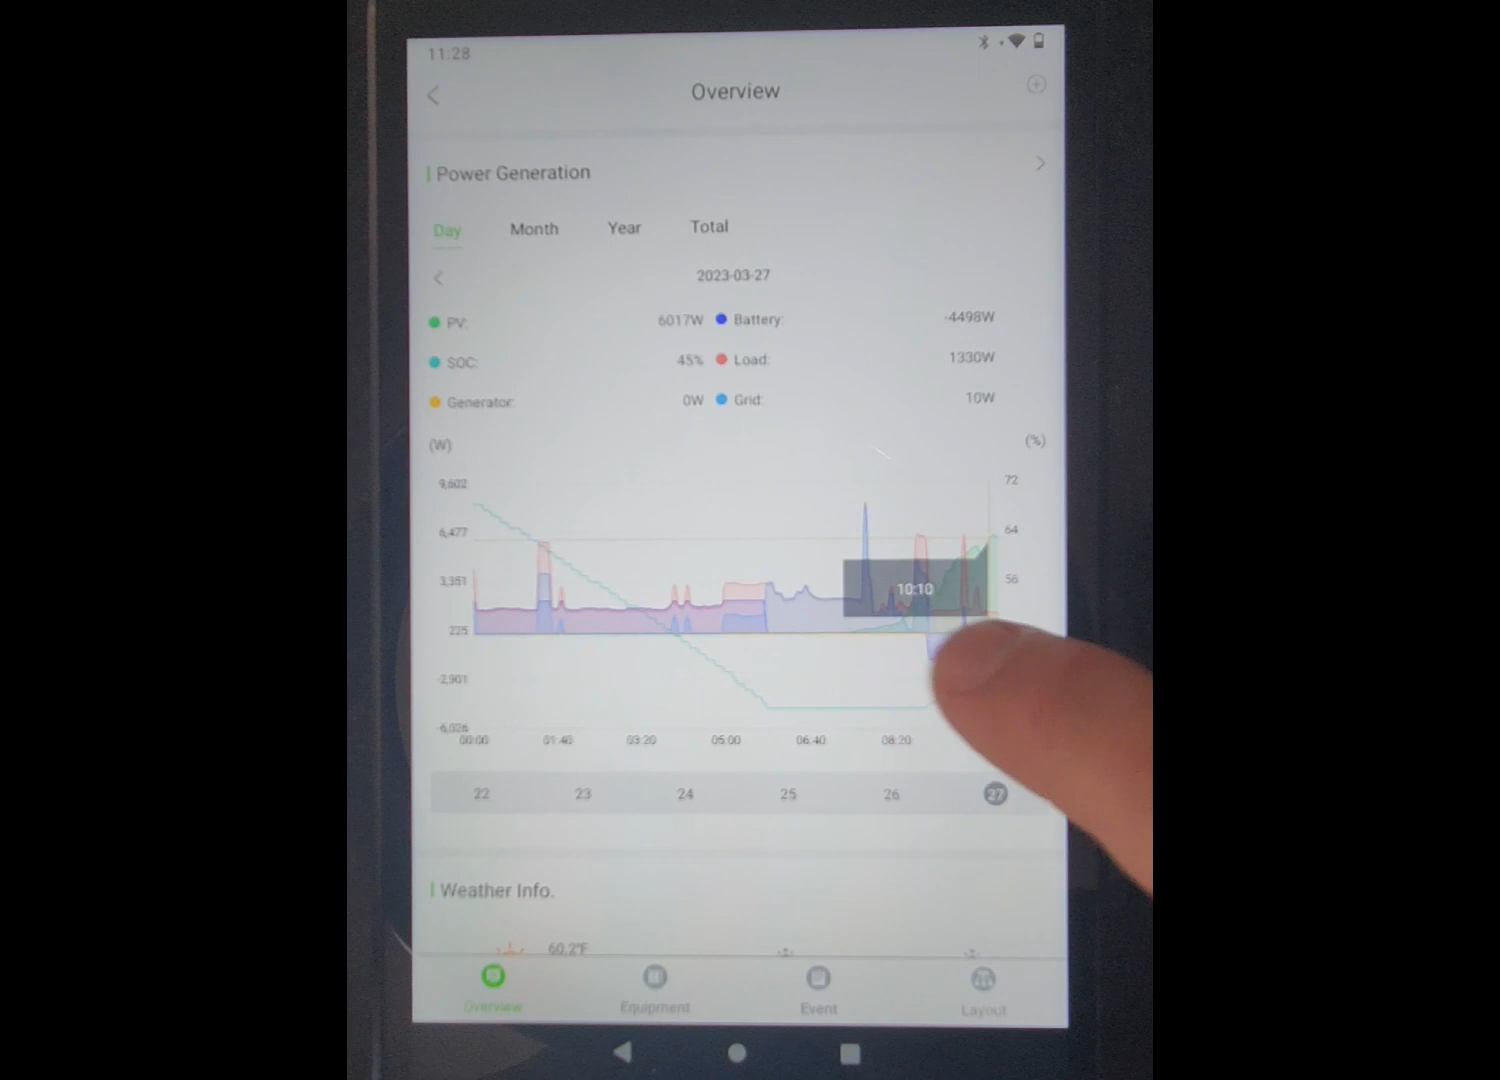 11:28
Overview
Power Generation
Day Month Year Total
2023-03-27
PV: 6017W Battery: -4498W
SOC: 45% Load: 1330W
Generator: 0W Grid: 10W
(W) (%)
9,602 72
6,477 64
3,351 56
10:10
225
-2,901
-6,026
00:00 01:40 03:20 05:00 06:40 08:20
22 23 24 25 26 27
Weather Info.
60.2°F
Overview Equipment Event Layout